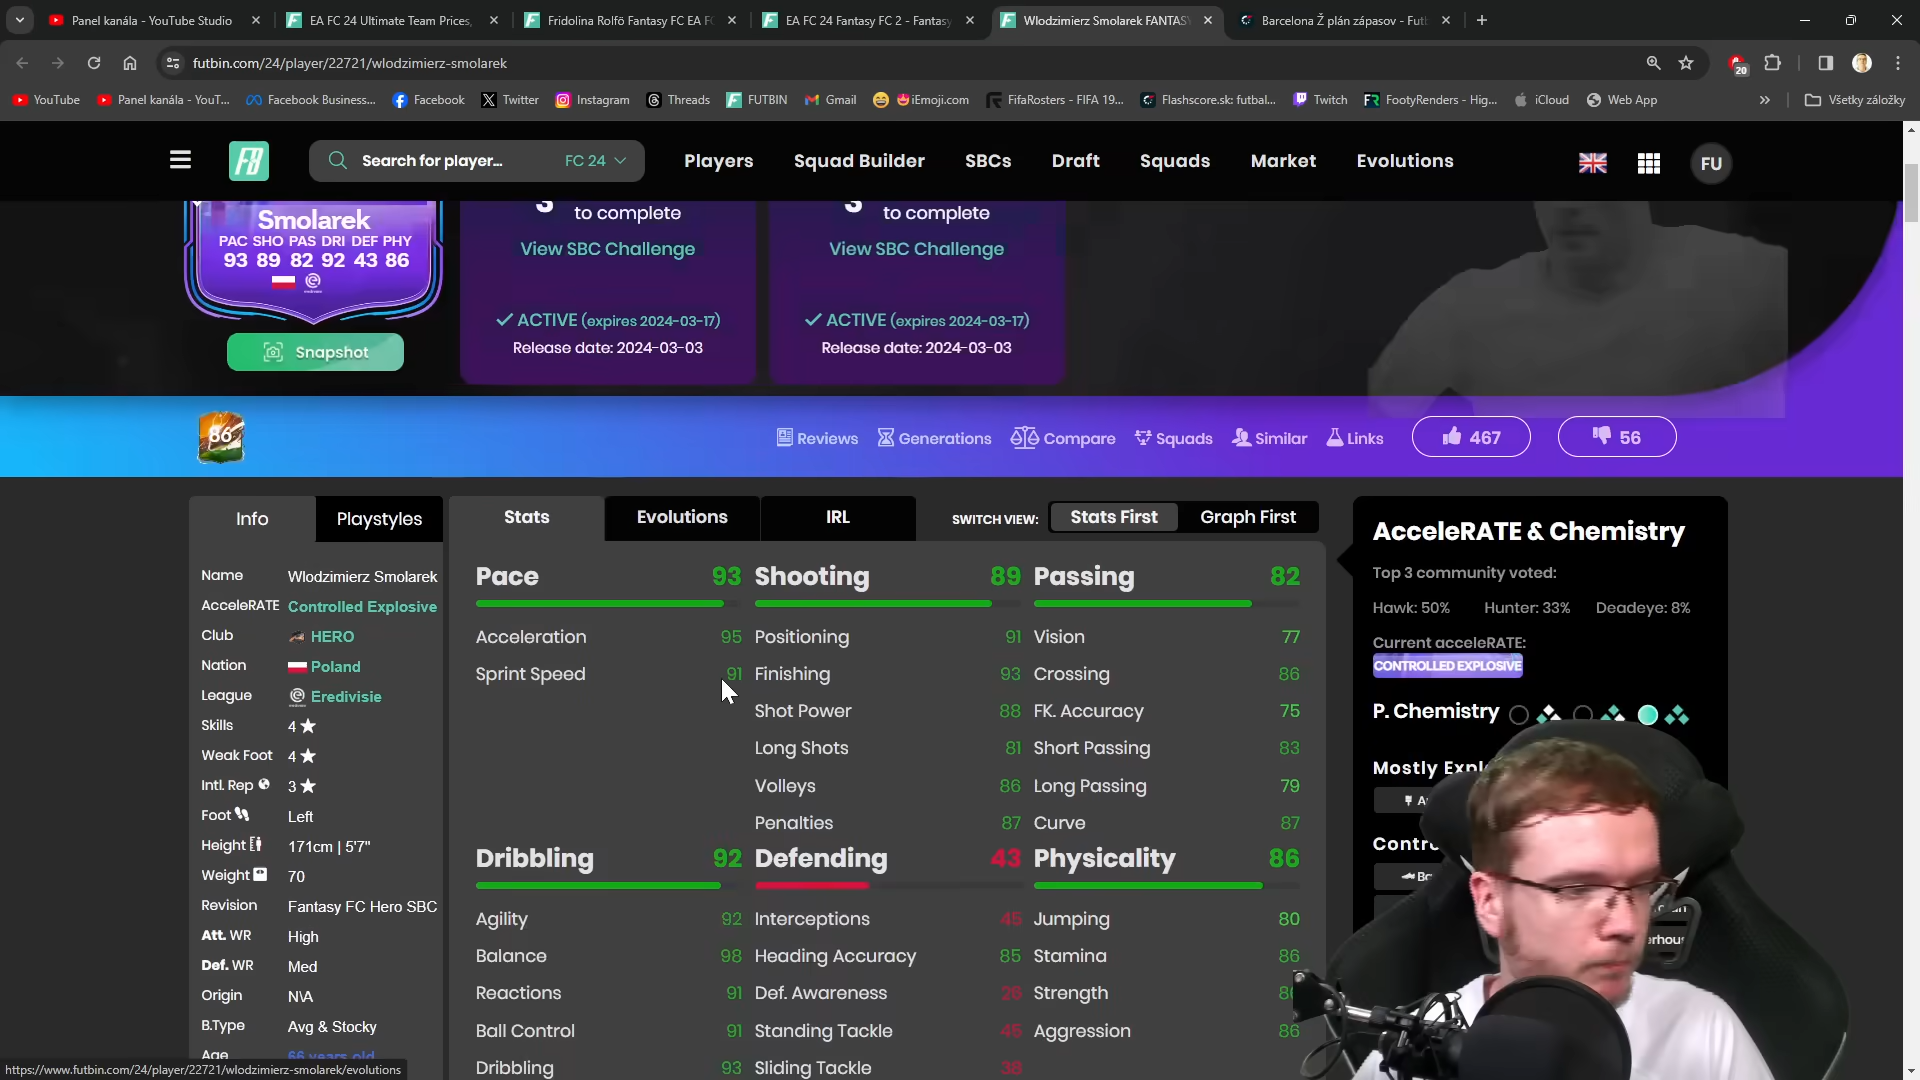 Panel kanála - YouTube Studio
EA FC 24 Ultimate Team Prices,
Fridolina Rolfö Fantasy FC EA FC
EA FC 24 Fantasy FC 2 - Fantasy
Wlodzimierz Smolarek FANTASY
Barcelona Ž plán zápasov - Futb
futbin.com/24/player/22721/wlodzimierz-smolarek
20
YouTube
Panel kanála - YouT...
Facebook Business...
Facebook
Twitter
Instagram
Threads
FUTBIN
Gmail
iEmoji.com
FifaRosters - FIFA 19...
Flashscore.sk: futbal...
Twitch
FootyRenders - Hig...
iCloud
Web App
Všetky záložky
Search for player...
FC 24
Players
Squad Builder
SBCs
Draft
Squads
Market
Evolutions
FU
Smolarek
PAC SHO PAS DRI DEF PHY
93 89 82 92 43 86
Snapshot
3 to complete
View SBC Challenge
ACTIVE (expires 2024-03-17)
Release date: 2024-03-03
3 to complete
View SBC Challenge
ACTIVE (expires 2024-03-17)
Release date: 2024-03-03
86
Reviews
Generations
Compare
Squads
Similar
Links
467
56
Info
Playstyles
Name Wlodzimierz Smolarek
AcceleRATE Controlled Explosive
Club HERO
Nation Poland
League Eredivisie
Skills 4
Weak Foot 4
Intl. Rep 3
Foot Left
Height 171cm | 5'7"
Weight 70
Revision Fantasy FC Hero SBC
Att. WR High
Def. WR Med
Origin N\A
B.Type Avg & Stocky
Age 66 years old
Stats
Evolutions
IRL
SWITCH VIEW:
Stats First
Graph First
Pace 93
Acceleration 95
Sprint Speed 91
Shooting 89
Positioning 91
Finishing 93
Shot Power 88
Long Shots 81
Volleys 86
Penalties 87
Passing 82
Vision 77
Crossing 86
FK. Accuracy 75
Short Passing 83
Long Passing 79
Curve 87
Dribbling 92
Agility 92
Balance 98
Reactions 91
Ball Control 91
Dribbling 93
Defending 43
Interceptions 45
Heading Accuracy 85
Def. Awareness 26
Standing Tackle 45
Sliding Tackle 38
Physicality 86
Jumping 80
Stamina 86
Strength
Aggression 86
AcceleRATE & Chemistry
Top 3 community voted:
Hawk: 50% Hunter: 33% Deadeye: 8%
Current acceleRATE:
CONTROLLED EXPLOSIVE
P. Chemistry
Mostly
https://www.futbin.com/24/player/22721/wlodzimierz-smolarek/evolutions